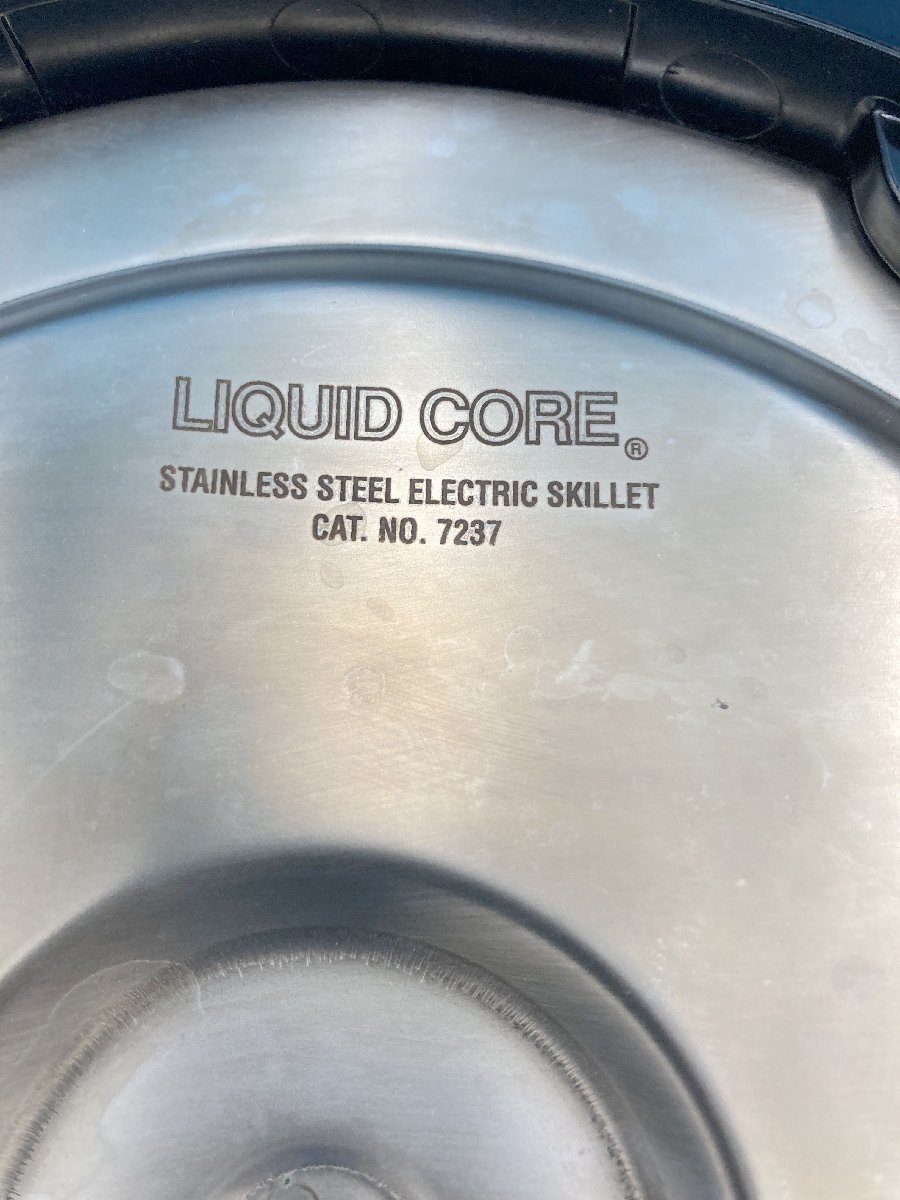 LIQUID CORE®
STAINLESS STEEL ELECTRIC SKILLET
CAT. NO. 7237